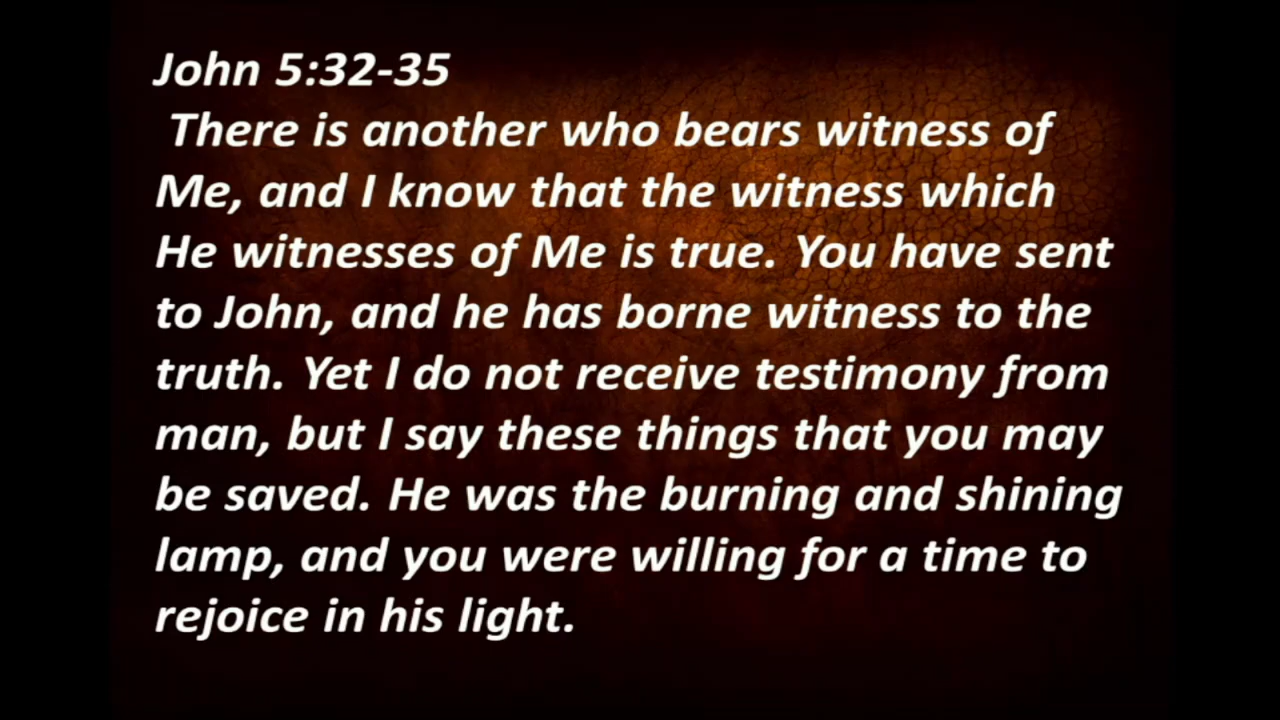 John 5:32-35
There is another who bears witness of
Me, and I know that the witness which
He witnesses of Me is true. You have sent
to John, and he has borne witness to the
truth. Yet I do not receive testimony from
man, but I say these things that you may
be saved. He was the burning and shining
lamp, and you were willing for a time to
rejoice in his light.